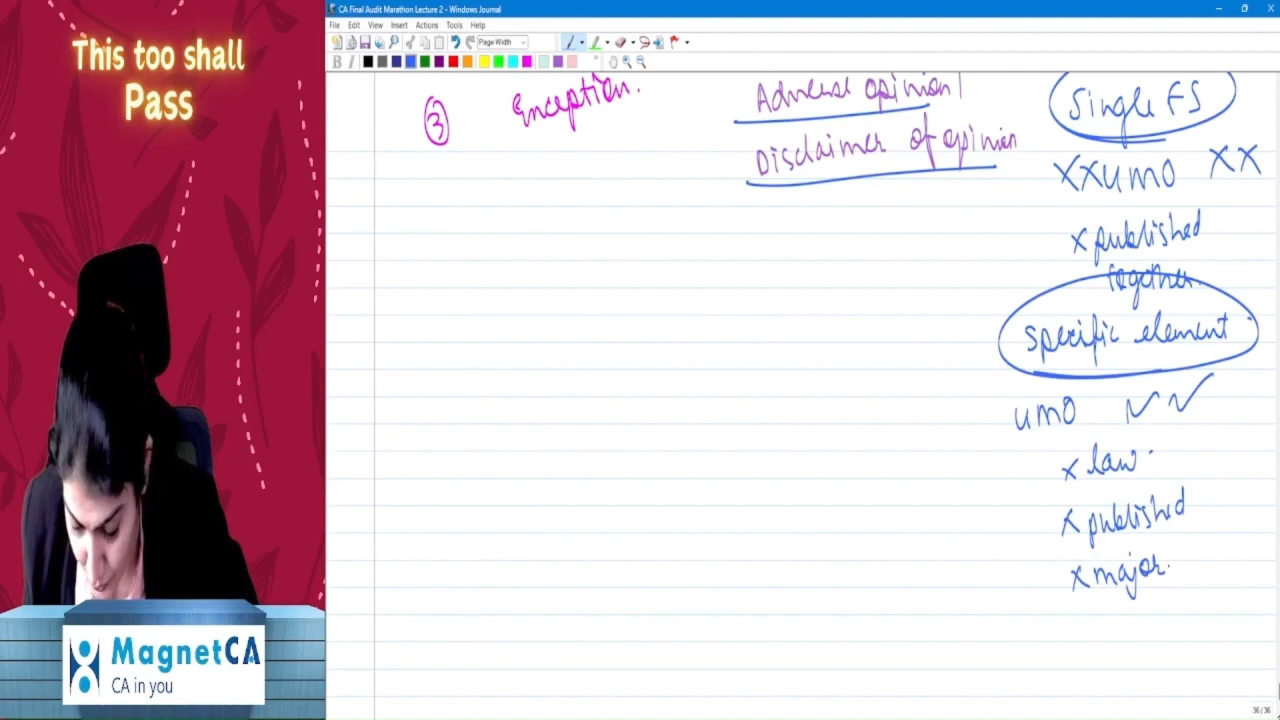 This too shall
Pass
MagnetCA
CA in you
CA Final Audit Marathon Lecture 2 - Windows Journal
File Edit View Insert Actions Tools Help
Page Width
B I
③ Exception.
Adverse opinion
Disclaimer of opinion
Single FS
XXUMO XX
x published
together.
specific element
UMO ✓✓
x law
x published
x major.
36/36